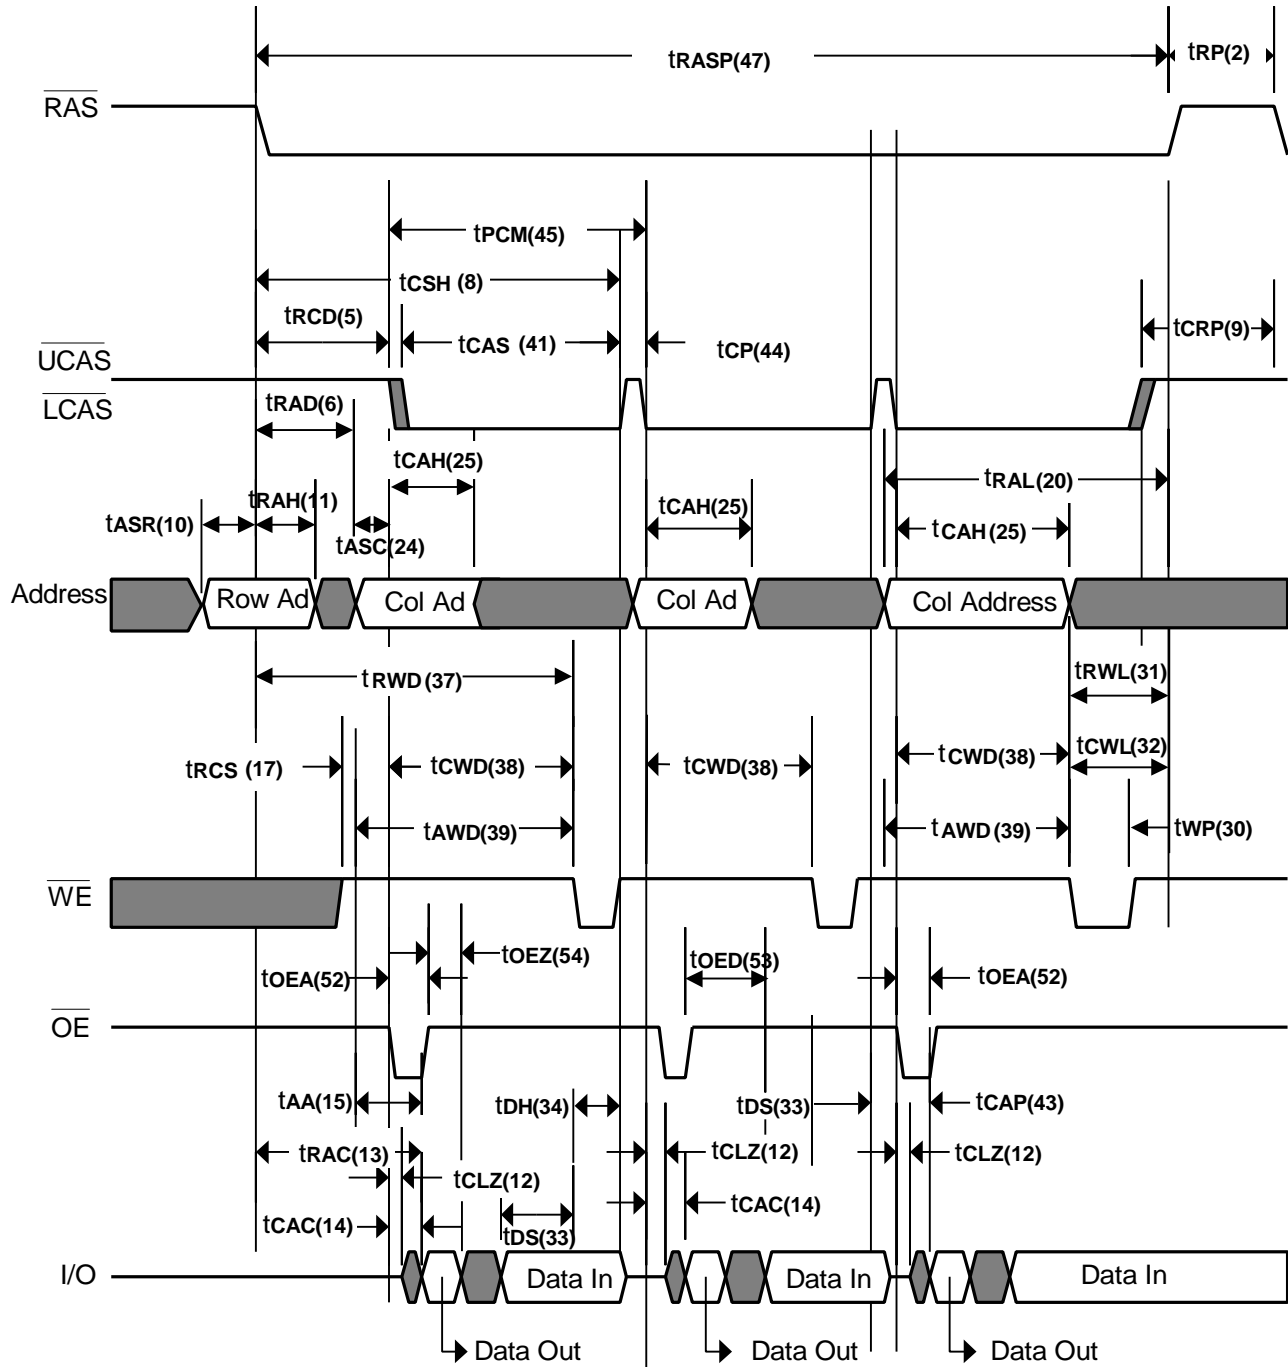 tRASP(47) tRP(2)
RAS
tPCM(45)
tCSH (8)
tRCD(5) tCRP(9)
tCAS (41) tCP(44)
UCAS
LCAS
tRAD(6)
tCAH(25)
tRAL(20)
tRAH(11) tCAH(25)
tASR(10) tCAH(25)
tASC(24)
Address Row Ad Col Ad Col Ad Col Address
tRWD(37) tRWL(31)
tRCS (17) tCWD(38) tCWD(38) tCWD(38) tCWL(32)
tAWD(39) tAWD(39) tWP(30)
WE
tOEZ(54) tOED(53)
tOEA(52) tOEA(52)
OE
tAA(15) tDH(34) tDS(33) tCAP(43)
tRAC(13) tCLZ(12) tCLZ(12)
tCLZ(12)
tCAC(14) tCAC(14)
tDS(33)
I/O Data In Data In Data In
Data Out Data Out Data Out